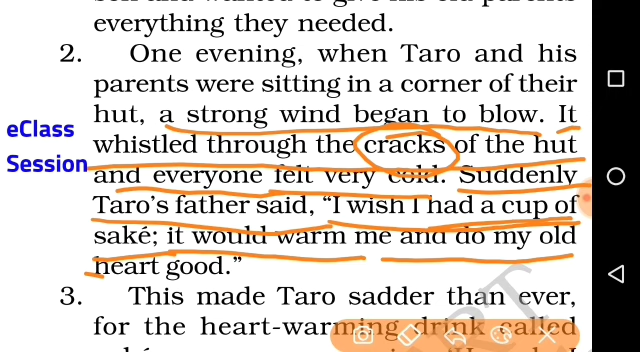 everything they needed.
2. One evening, when Taro and his
parents were sitting in a corner of their
hut, a strong wind began to blow. It
whistled through the cracks of the hut
and everyone felt very cold. Suddenly
Taro's father said, "I wish I had a cup of
saké; it would warm me and do my old
heart good."
3. This made Taro sadder than ever,
for the heart-warming drink called
eClass
Session